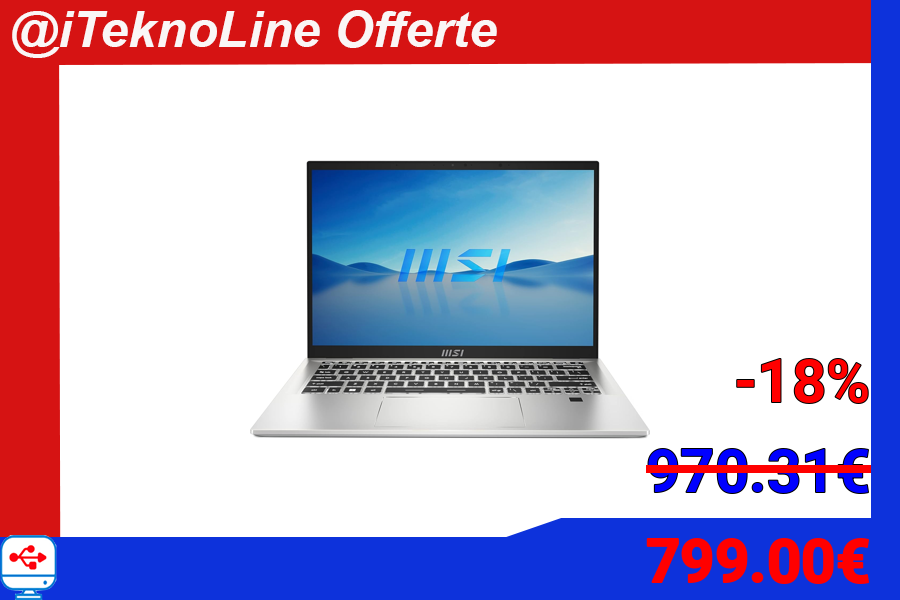 @iTeknoLine Offerte
msi
msi
-18%
970.31€
799.00€